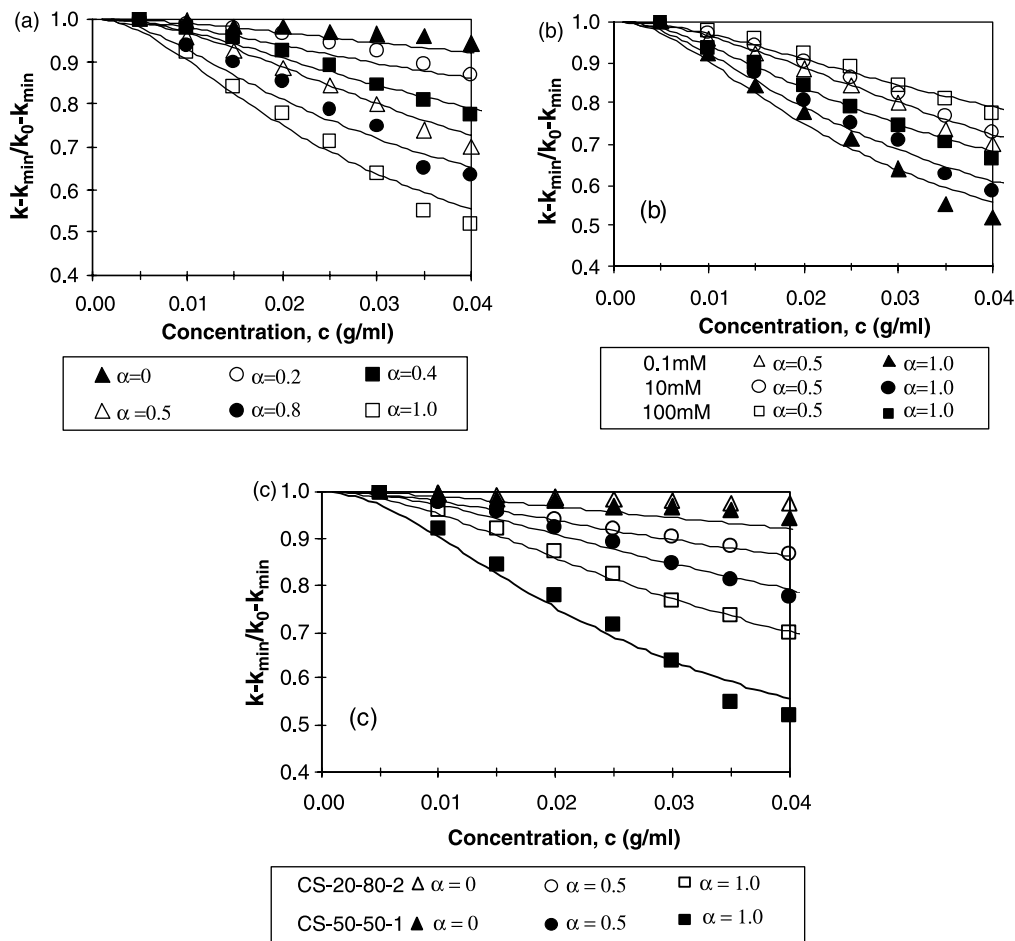 (a)
1.0
0.9
0.8
0.7
0.6
0.5
0.4
k-kmin/k0-kmin
0.00 0.01 0.02 0.03 0.04
Concentration, c (g/ml)
α=0 α=0.2 α=0.4
α=0.5 α=0.8 α=1.0
(b)
1.0
0.9
0.8
0.7
0.6
0.5
0.4
k-kmin/k0-kmin
(b)
0.00 0.01 0.02 0.03 0.04
Concentration, c (g/ml)
0.1mM α=0.5 α=1.0
10mM α=0.5 α=1.0
100mM α=0.5 α=1.0
(c)
1.0
0.9
0.8
0.7
0.6
0.5
0.4
k-kmin/k0-kmin
(c)
0.00 0.01 0.02 0.03 0.04
Concentration, c (g/ml)
CS-20-80-2 α = 0 α = 0.5 α = 1.0
CS-50-50-1 α = 0 α = 0.5 α = 1.0